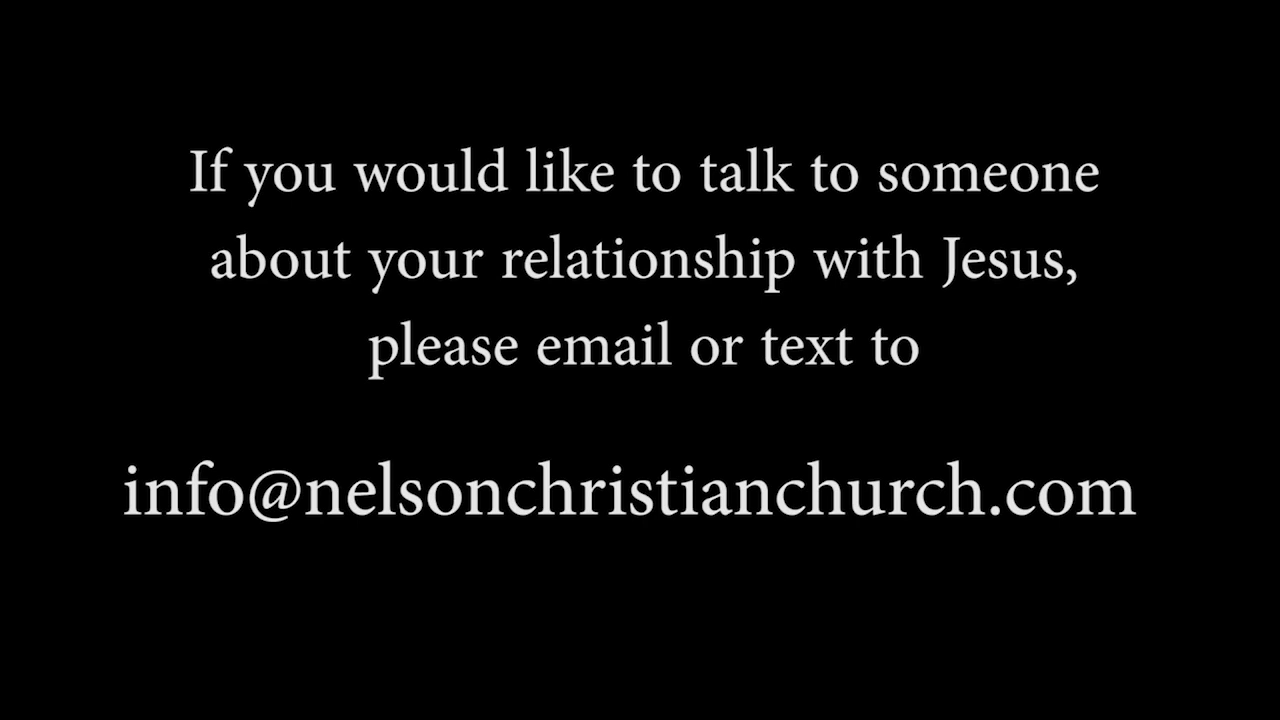 If you would like to talk to someone
about your relationship with Jesus,
please email or text to
info@nelsonchristianchurch.com